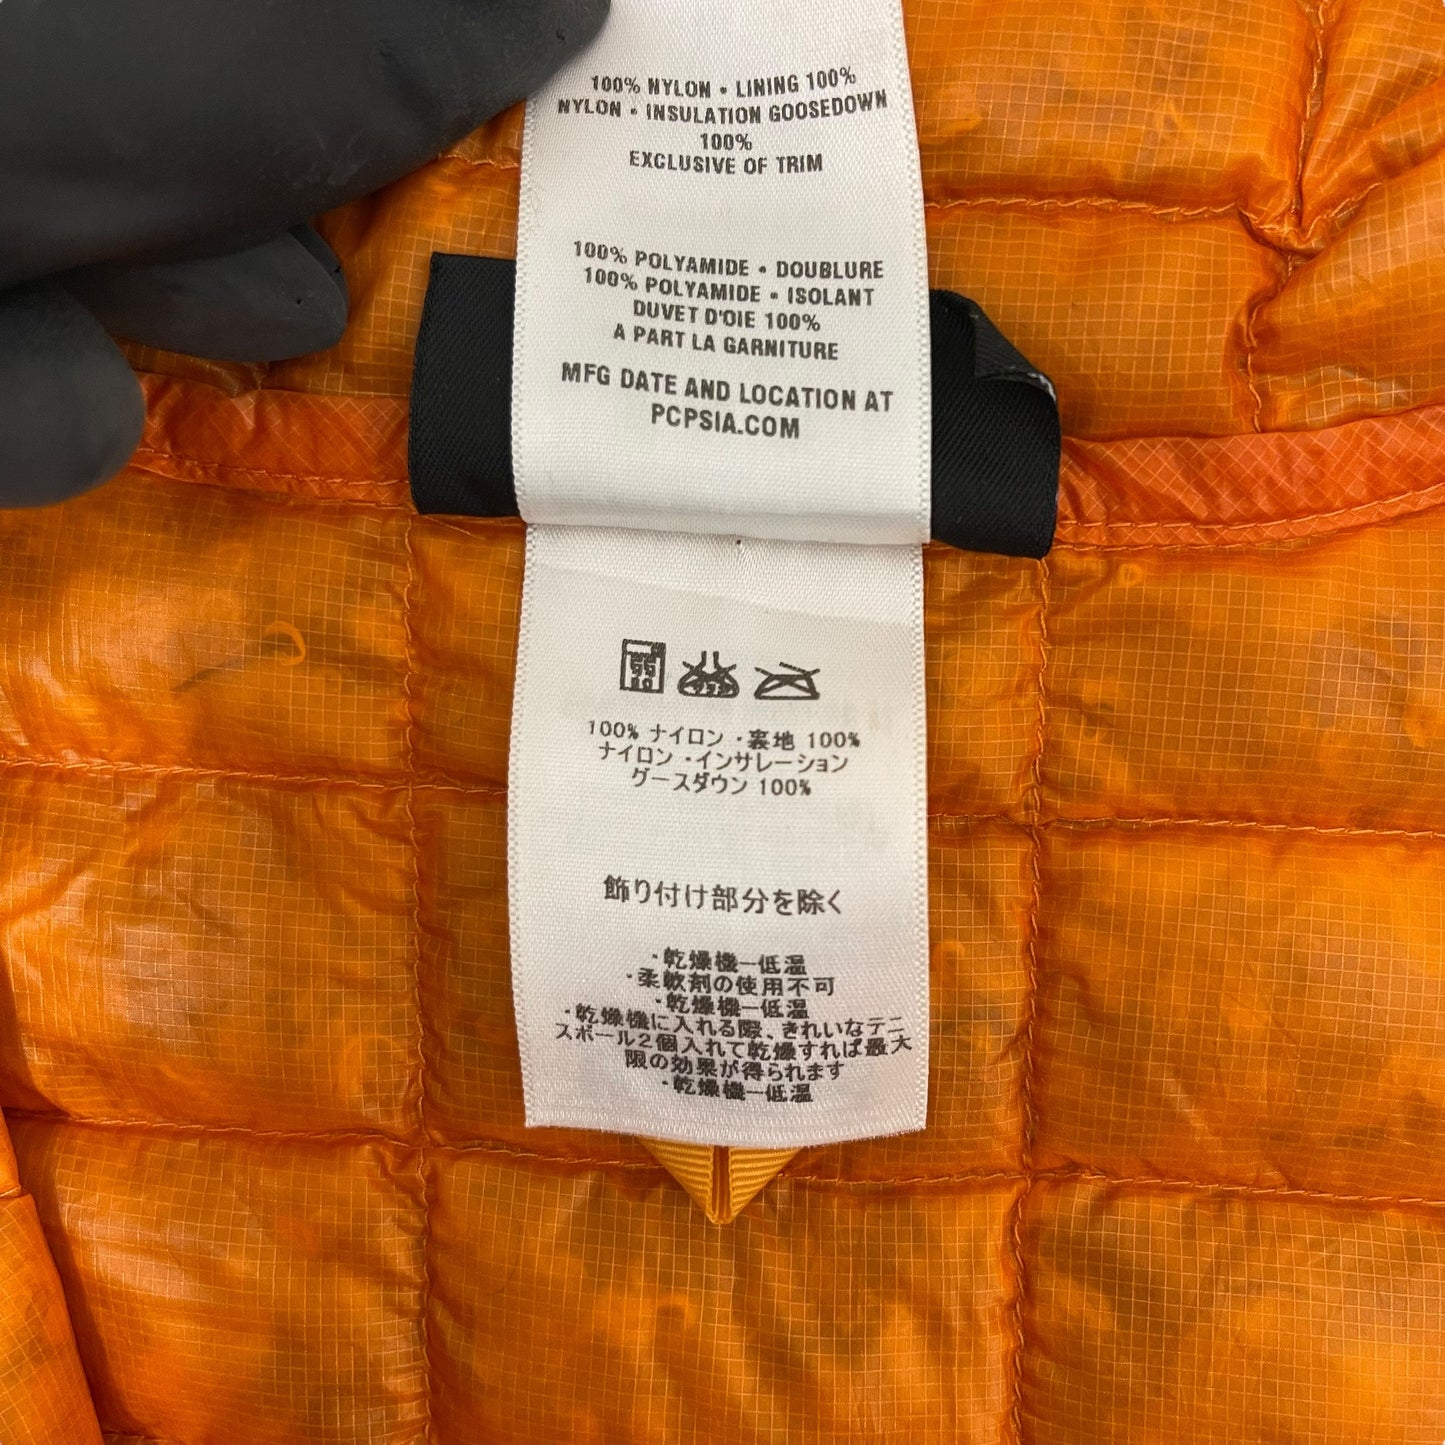 100% NYLON • LINING 100%
NYLON • INSULATION GOOSEDOWN
100%
EXCLUSIVE OF TRIM
100% POLYAMIDE • DOUBLURE
100% POLYAMIDE • ISOLANT
DUVET D'OIE 100%
A PART LA GARNITURE
MFG DATE AND LOCATION AT
PCPSIA.COM
100% ナイロン ・裏地 100%
ナイロン ・インサレーション
グースダウン 100%
飾り付け部分を除く
・乾燥機ー低温
・柔軟剤の使用不可
・乾燥機ー低温
・乾燥機に入れる際、きれいなテニ
スボール2個入れて乾燥すれば最大
限の効果が得られます
・乾燥機ー低温